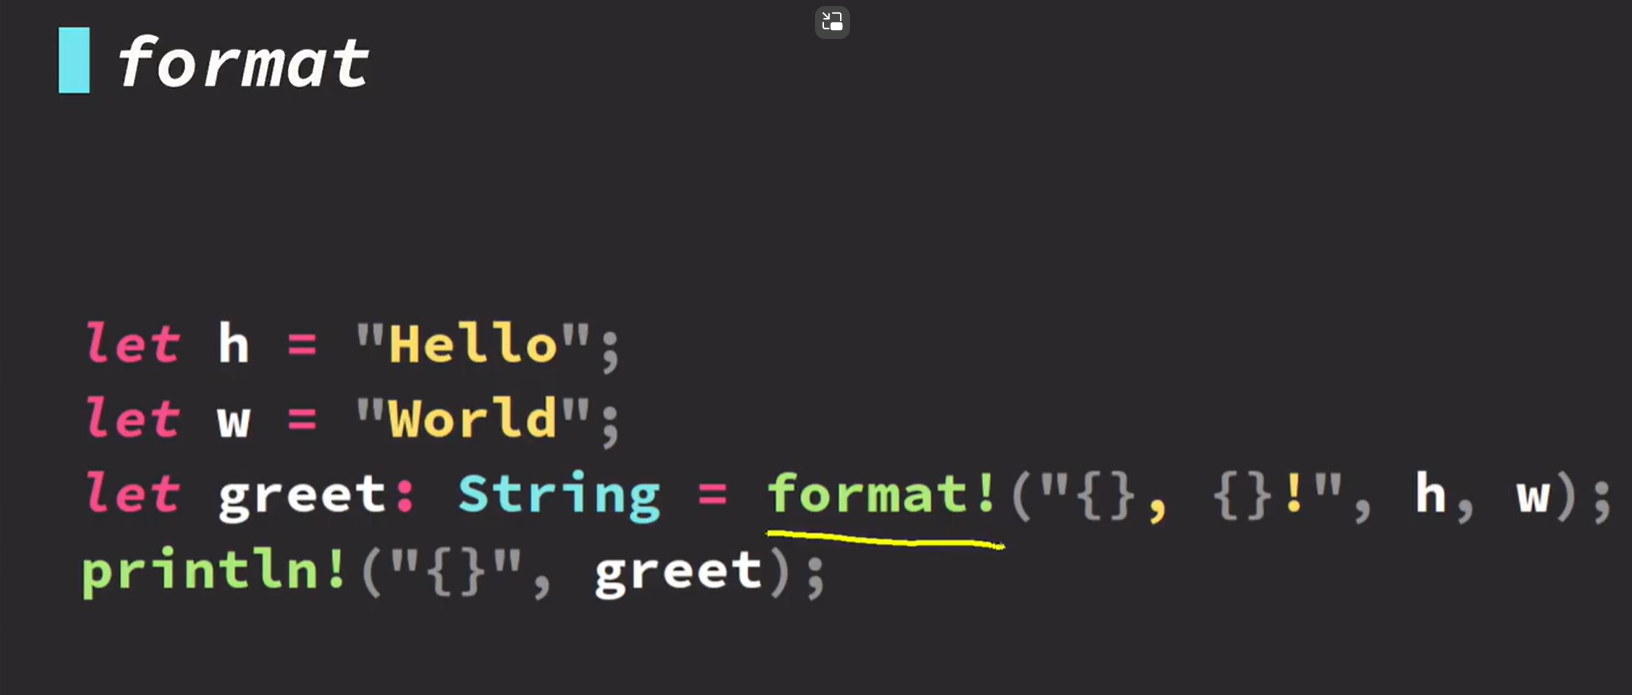 format
let h = "Hello";
let w = "World";
let greet: String = format!("{}, {}!", h, w);
println!("{}", greet);